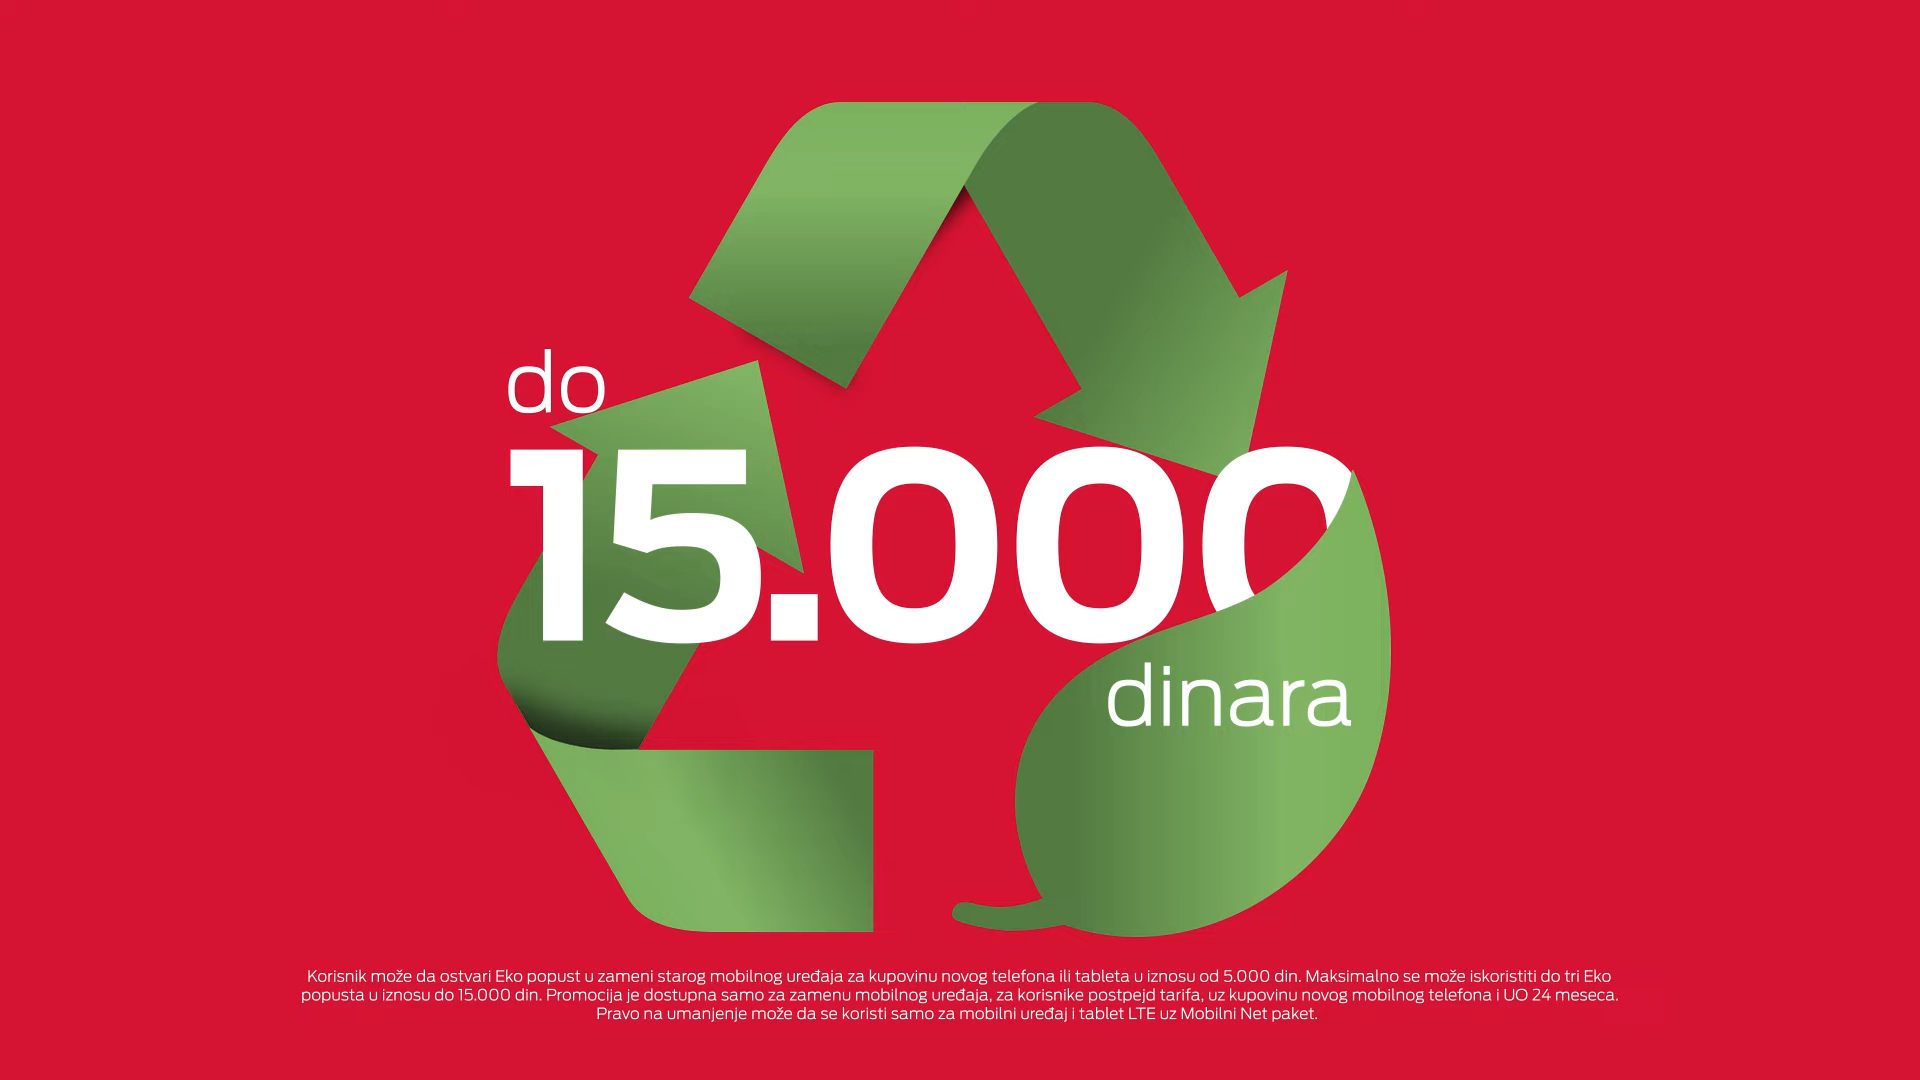 do
15.000
dinara
Korisnik može da ostvari Eko popust u zameni starog mobilnog uređaja za kupovinu novog telefona ili tableta u iznosu od 5.000 din. Maksimalno se može iskoristiti do tri Eko
popusta u iznosu do 15.000 din. Promocija je dostupna samo za zamenu mobilnog uređaja, za korisnike postpejd tarifa, uz kupovinu novog mobilnog telefona i UO 24 meseca.
Pravo na umanjenje može da se koristi samo za mobilni uređaj i tablet LTE uz Mobilni Net paket.